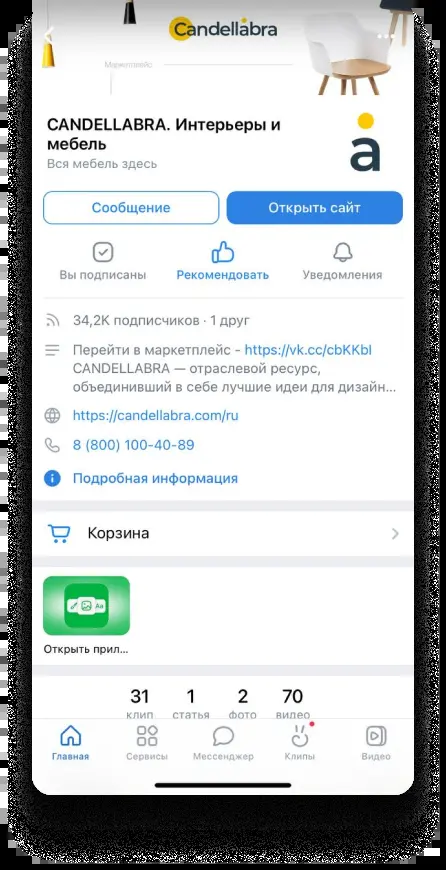 Candellabra
Маркетплейс
CANDELLABRA. Интерьеры и
мебель
Вся мебель здесь
a
Сообщение
Открыть сайт
Вы подписаны
Рекомендовать
Уведомления
34,2K подписчиков · 1 друг
Перейти в маркетплейс - https://vk.cc/cbKKbl
CANDELLABRA — отраслевой ресурс,
объединивший в себе лучшие идеи для дизайн...
https://candellabra.com/ru
8 (800) 100-40-89
Подробная информация
Корзина
Aa
Открыть прил...
31 1 2 70
клип статья фото видео
Главная Сервисы Мессенджер Клипы Видео